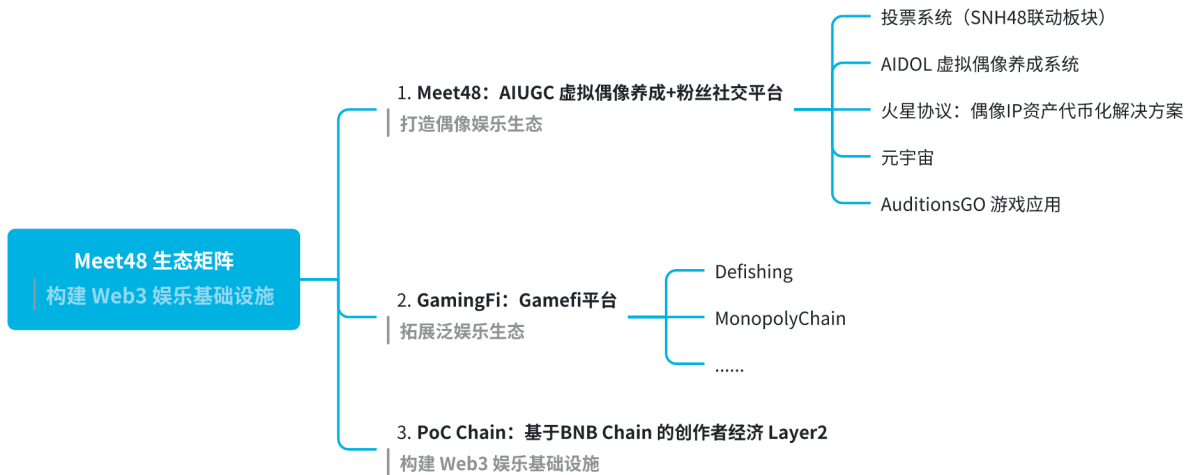 Meet48 生态矩阵
构建 Web3 娱乐基础设施
1. Meet48：AIUGC 虚拟偶像养成+粉丝社交平台
打造偶像娱乐生态
投票系统（SNH48联动板块）
AIDOL 虚拟偶像养成系统
火星协议：偶像IP资产代币化解决方案
元宇宙
AuditionsGO 游戏应用
2. GamingFi：Gamefi平台
拓展泛娱乐生态
Defishing
MonopolyChain
......
3. PoC Chain：基于BNB Chain 的创作者经济 Layer2
构建 Web3 娱乐基础设施